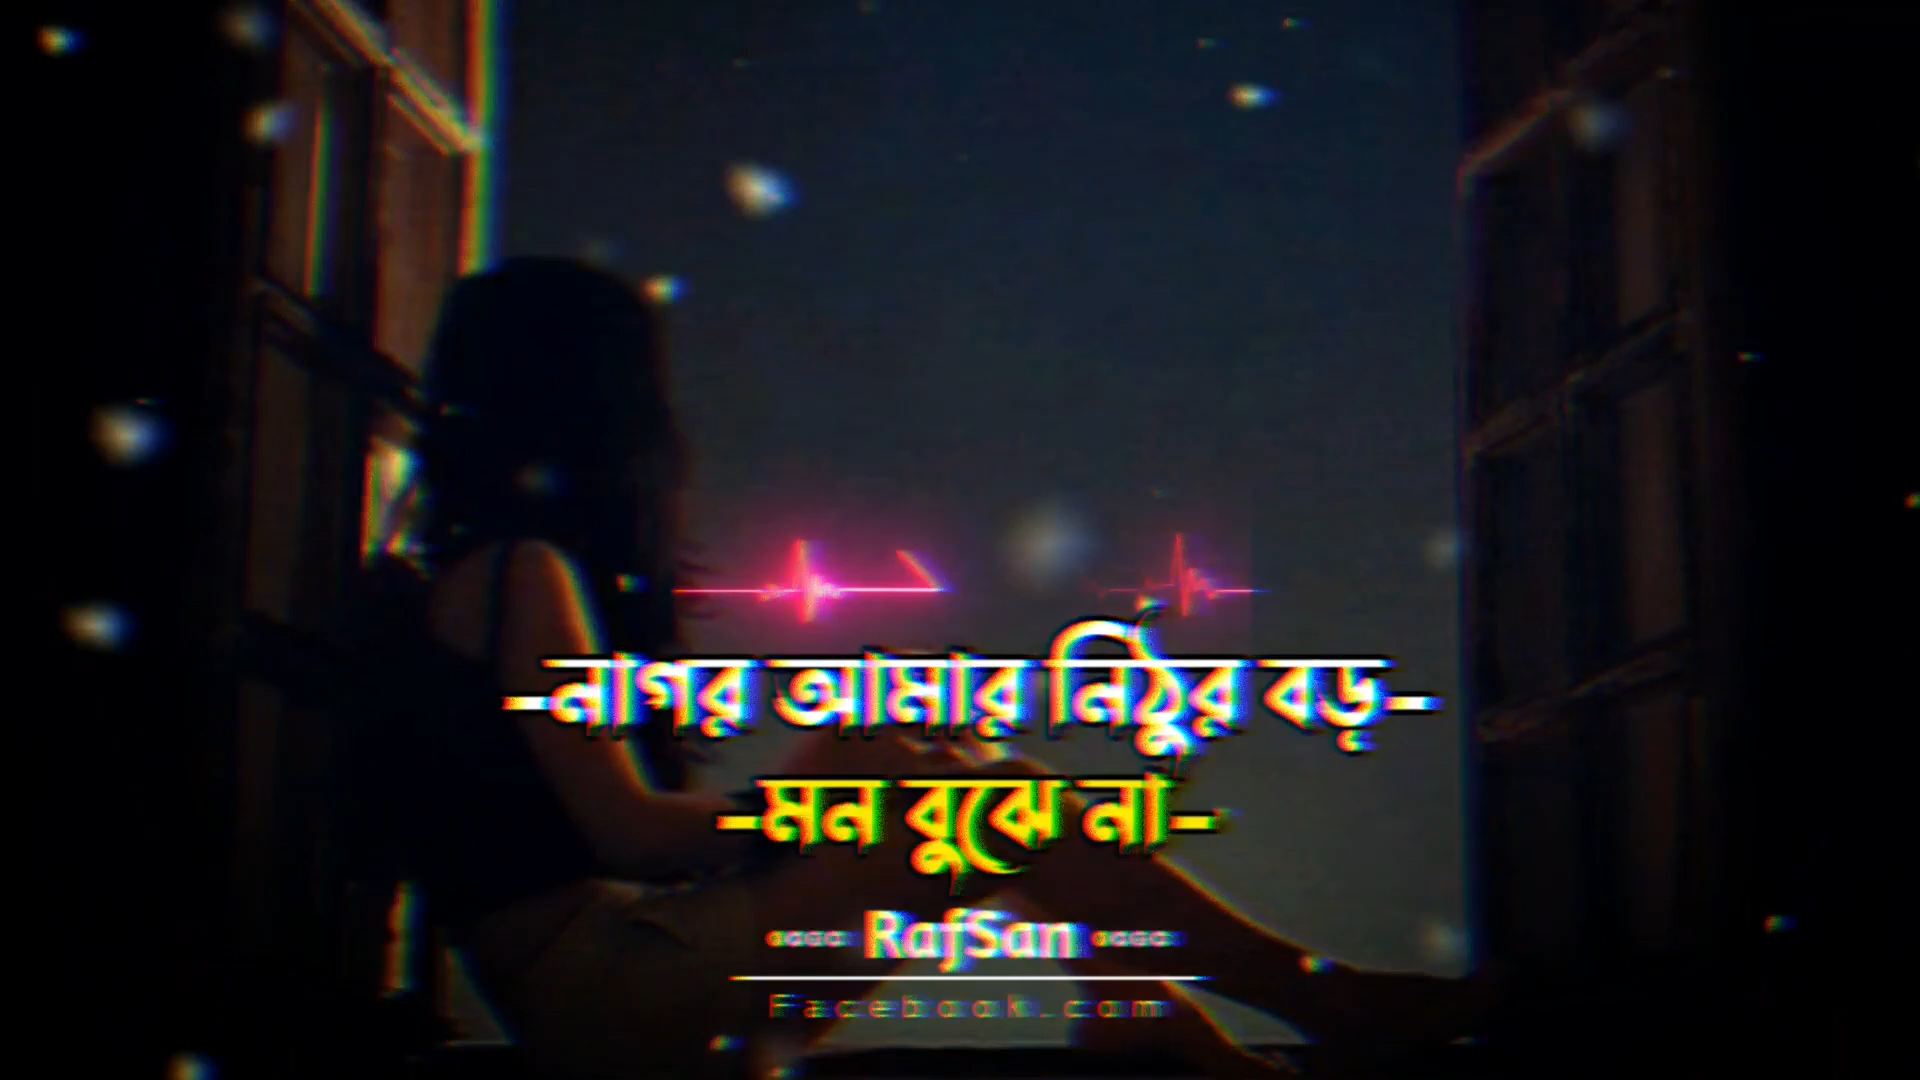 -নাগর আমার নিঠুর বড়-
-মন বুঝে না-
RafSan
Facebook.com